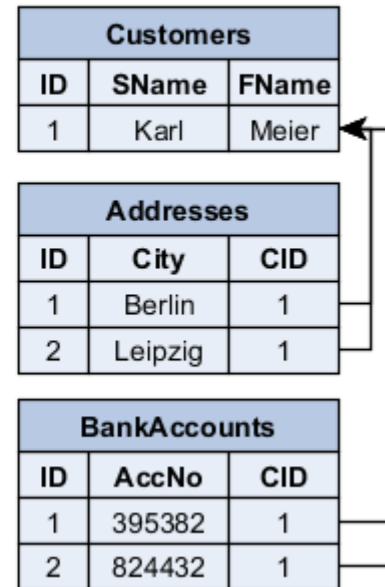 Customers
ID SName FName
1 Karl Meier
Addresses
ID City CID
1 Berlin 1
2 Leipzig 1
BankAccounts
ID AccNo CID
1 395382 1
2 824432 1